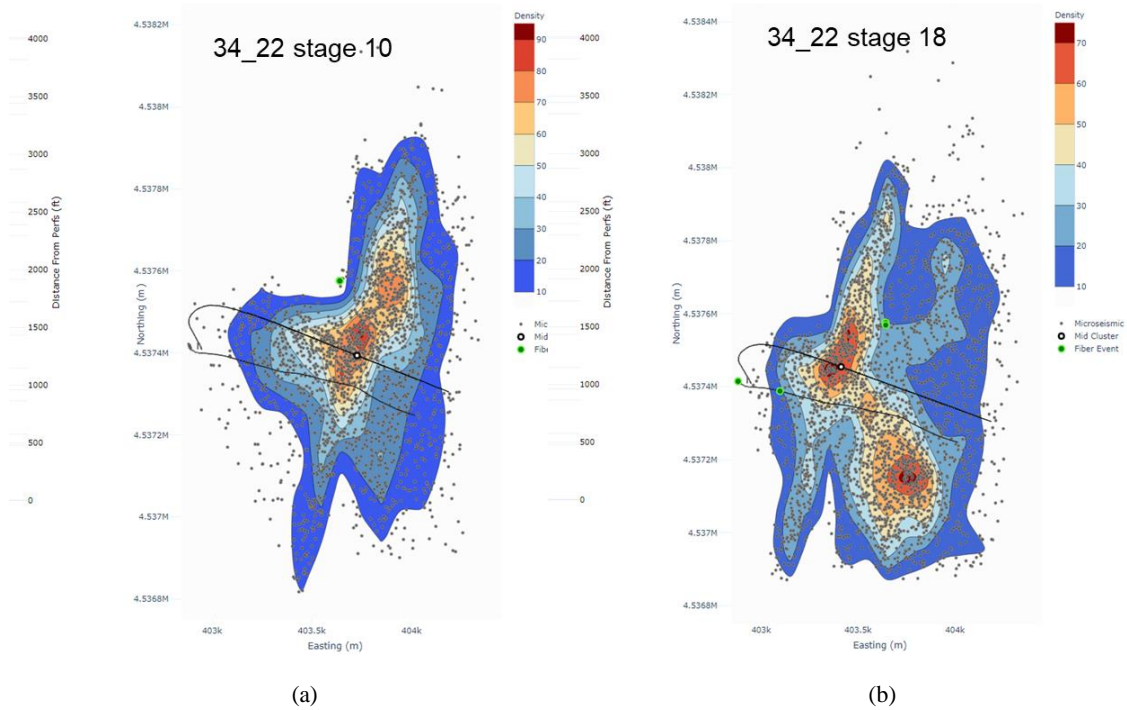 34_22 stage 10
Density
90
80
70
60
50
40
30
20
10
Mic
Mid
Fibe
4.5382M
4.538M
4.5378M
4.5376M
4.5374M
4.5372M
4.537M
4.5368M
Northing (m)
403k
403.5k
404k
Easting (m)
4000
3500
3000
2500
2000
1500
1000
500
0
Distance From Perfs (ft)
(a)
34_22 stage 18
Density
70
60
50
40
30
20
10
Microseismic
Mid Cluster
Fiber Event
4.5384M
4.5382M
4.538M
4.5378M
4.5376M
4.5374M
4.5372M
4.537M
4.5368M
Northing (m)
403k
403.5k
404k
Easting (m)
4000
3500
3000
2500
2000
1500
1000
500
0
Distance From Perfs (ft)
(b)